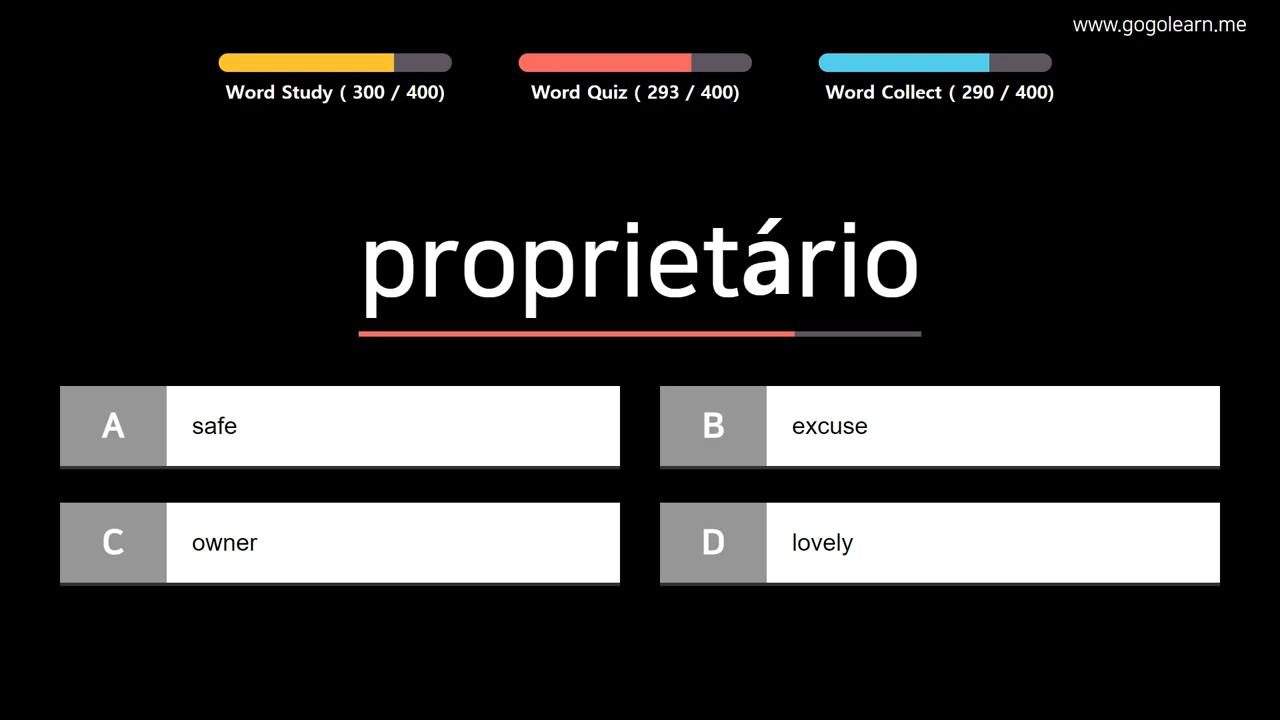 www.gogolearn.me
Word Study ( 300 / 400)
Word Quiz ( 293 / 400)
Word Collect ( 290 / 400)
proprietário
A safe
B excuse
C owner
D lovely